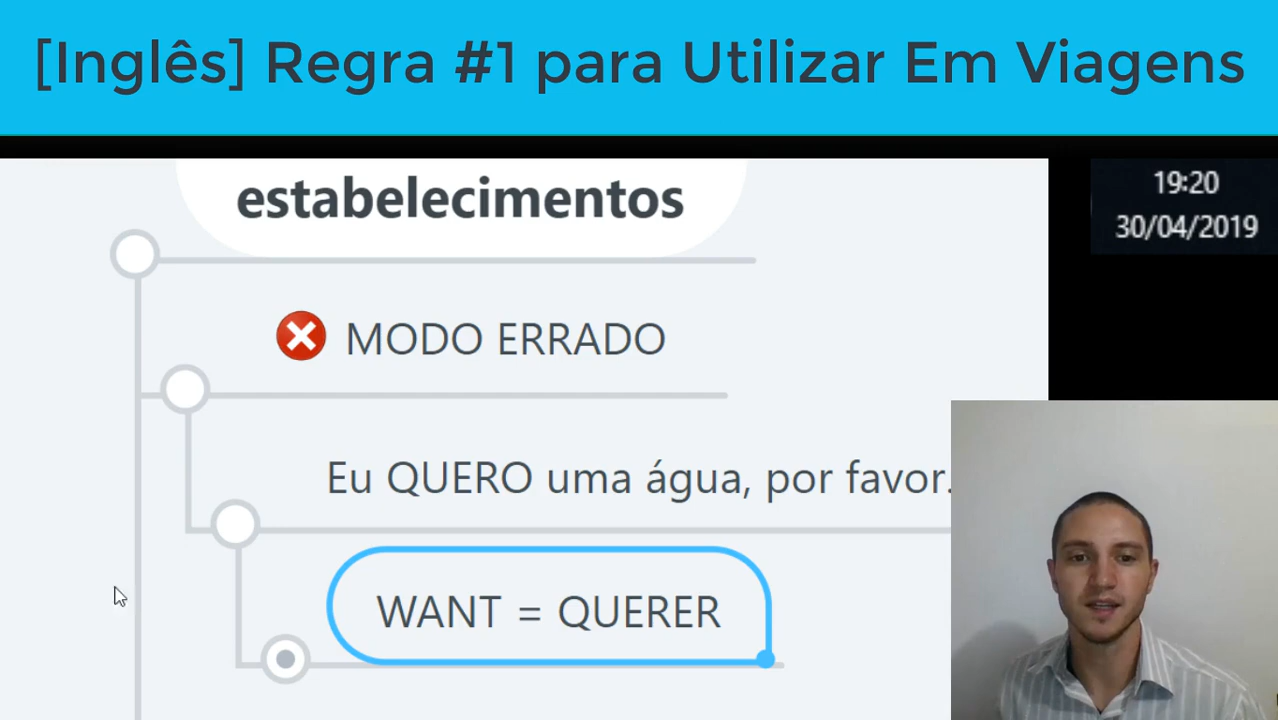 [Inglês] Regra #1 para Utilizar Em Viagens
estabelecimentos
19:20
30/04/2019
MODO ERRADO
Eu QUERO uma água, por favor.
WANT = QUERER